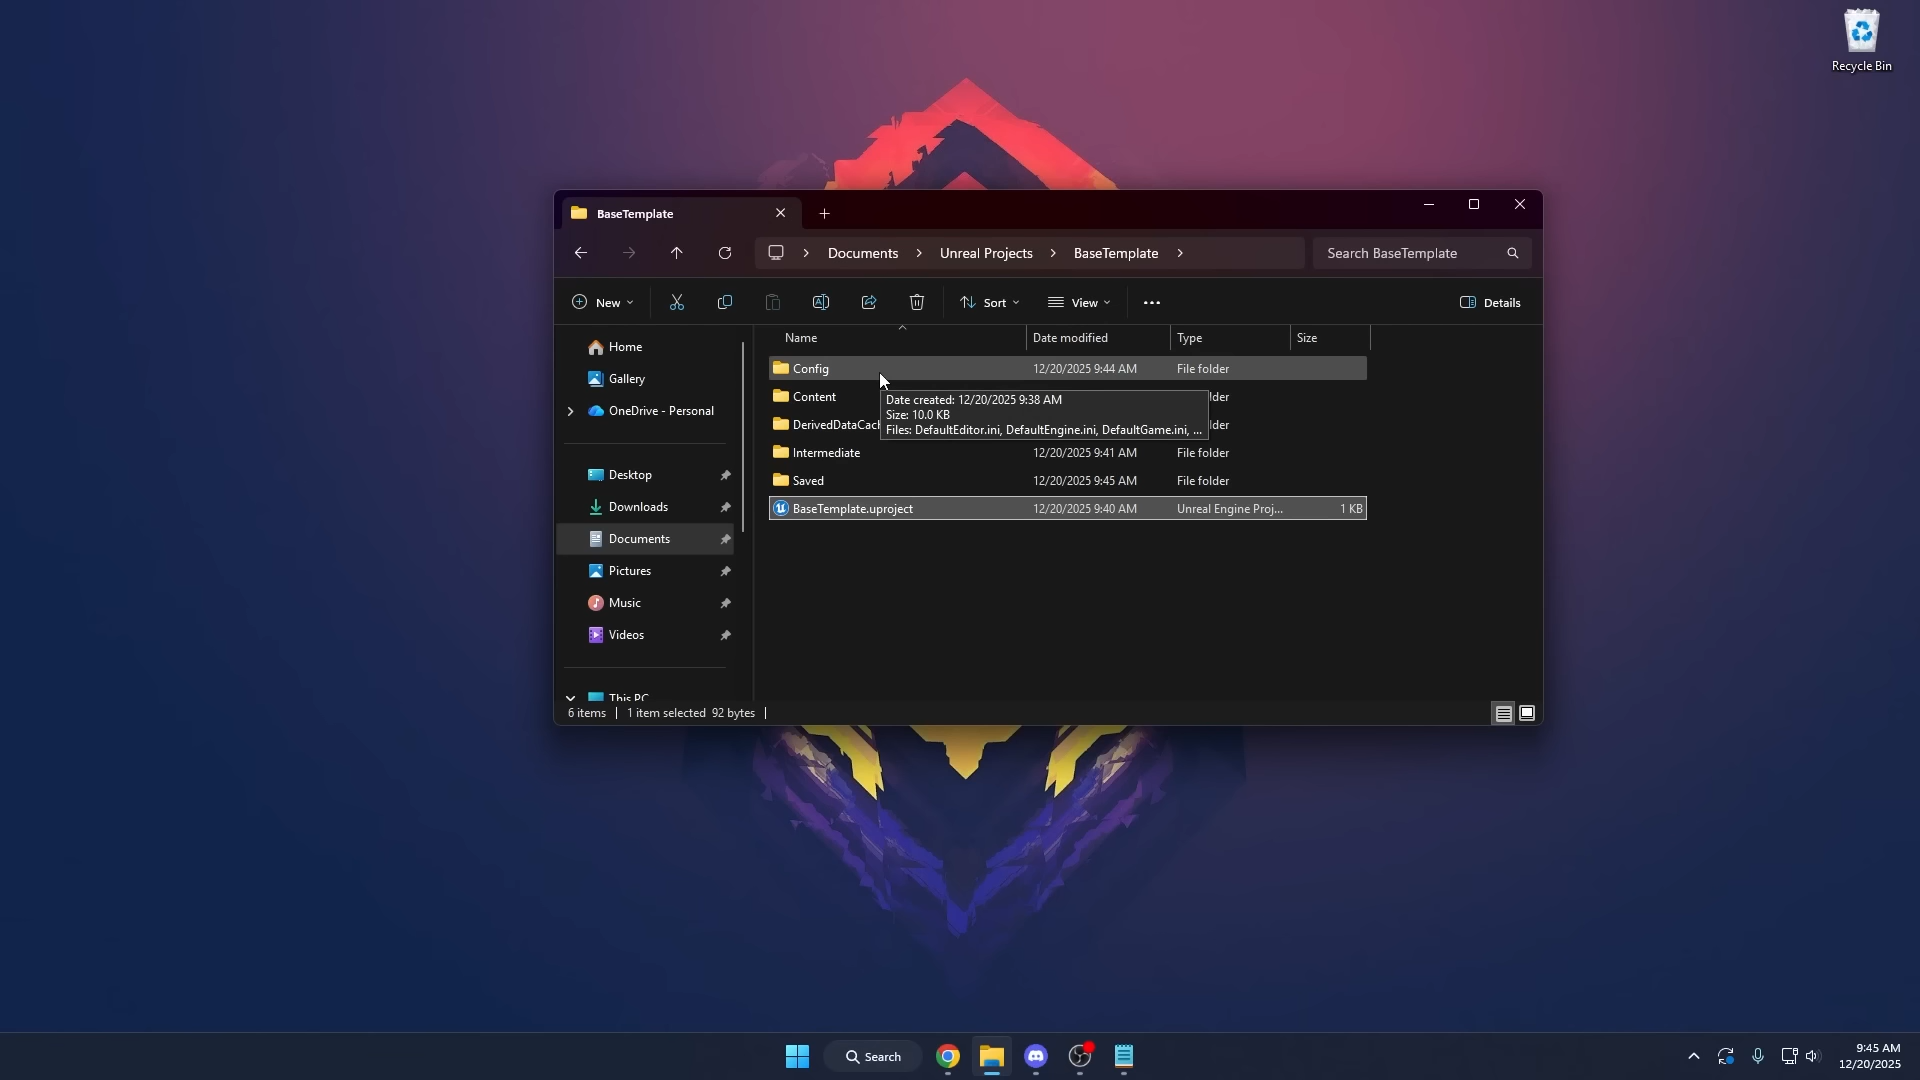 Recycle Bin
BaseTemplate
Documents
Unreal Projects
BaseTemplate
Search BaseTemplate
New
Sort
View
Details
Home
Gallery
OneDrive - Personal
Desktop
Downloads
Documents
Pictures
Music
Videos
This PC
Name Date modified Type Size
Config 12/20/2025 9:44 AM File folder
Content lder
DerivedDataCach lder
Date created: 12/20/2025 9:38 AM
Size: 10.0 KB
Files: DefaultEditor.ini, DefaultEngine.ini, DefaultGame.ini, ...
Intermediate 12/20/2025 9:41 AM File folder
Saved 12/20/2025 9:45 AM File folder
BaseTemplate.uproject 12/20/2025 9:40 AM Unreal Engine Proj... 1 KB
6 items 1 item selected 92 bytes
Search
9:45 AM
12/20/2025